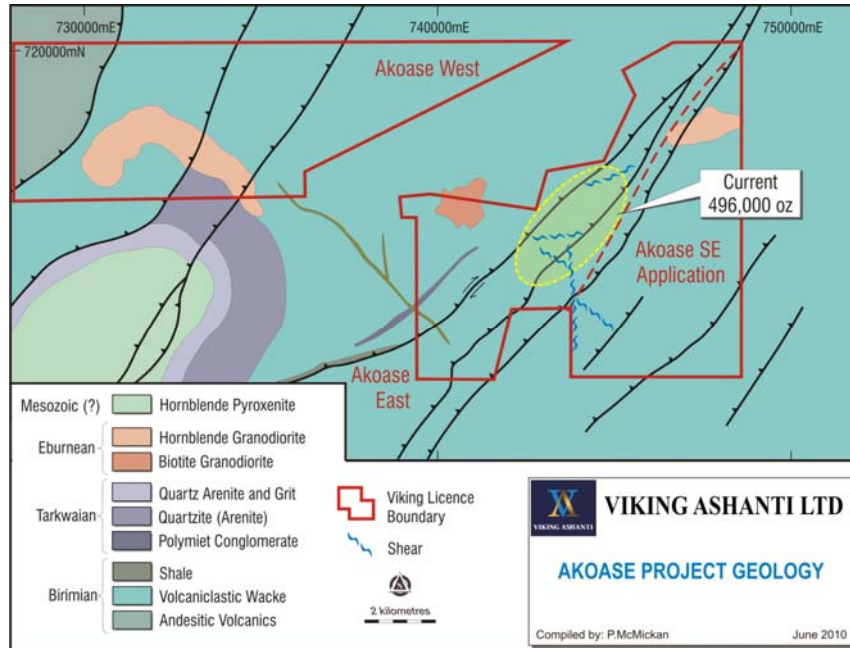 730000mE
740000mE
750000mE
720000mN
Akoase West
Current
496,000 oz
Akoase SE
Application
Akoase
East
Mesozoic (?)
Hornblende Pyroxenite
Eburnean
Hornblende Granodiorite
Biotite Granodiorite
Tarkwaian
Quartz Arenite and Grit
Quartzite (Arenite)
Polymiet Conglomerate
Birimian
Shale
Volcaniclastic Wacke
Andesitic Volcanics
Viking Licence
Boundary
Shear
2 kilometres
VIKING ASHANTI
VIKING ASHANTI LTD
AKOASE PROJECT GEOLOGY
Compiled by: P.McMickan
June 2010